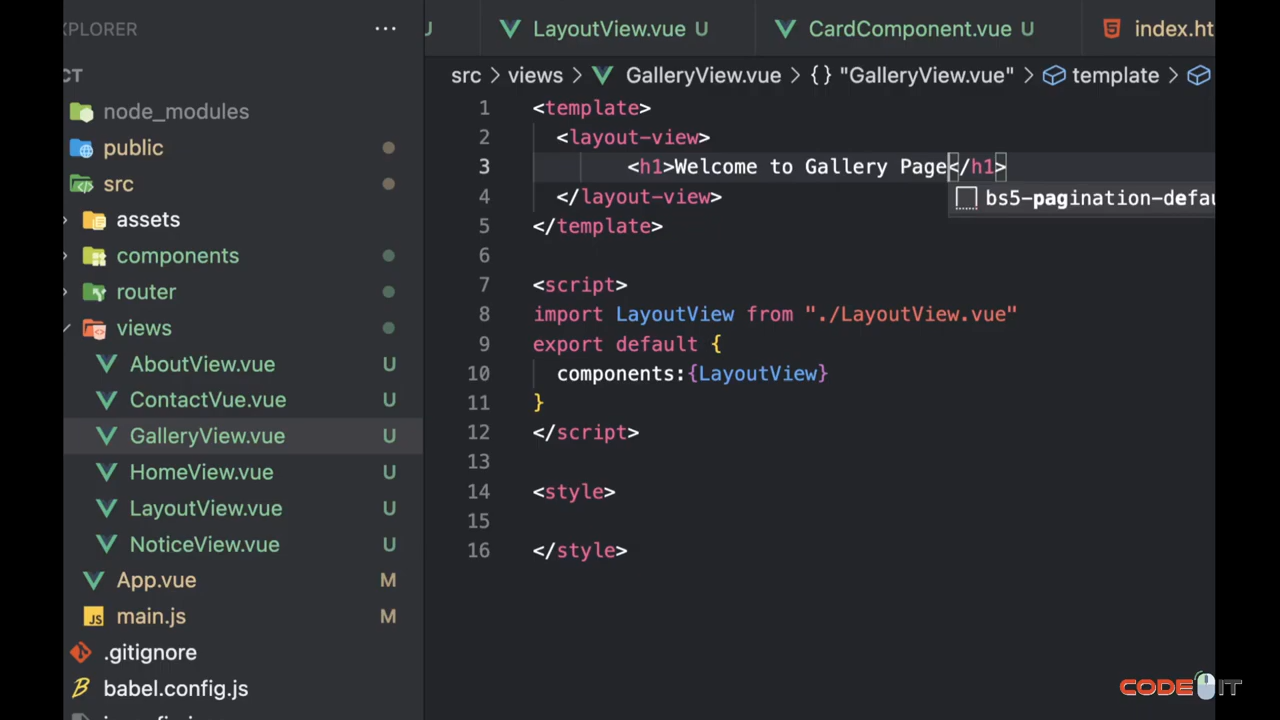 XPLORER
···
U
LayoutView.vue U
CardComponent.vue U
index.ht
CT
src > views > GalleryView.vue > {} "GalleryView.vue" > template >
node_modules
public
src
assets
components
router
views
AboutView.vue U
ContactVue.vue U
GalleryView.vue U
HomeView.vue U
LayoutView.vue U
NoticeView.vue U
App.vue M
main.js M
.gitignore
babel.config.js
1 <template>
2 <layout-view>
3 <h1>Welcome to Gallery Page</h1>
bs5-pagination-defau
4 </layout-view>
5 </template>
6
7 <script>
8 import LayoutView from "./LayoutView.vue"
9 export default {
10 components:{LayoutView}
11 }
12 </script>
13
14 <style>
15
16 </style>
CODE IT